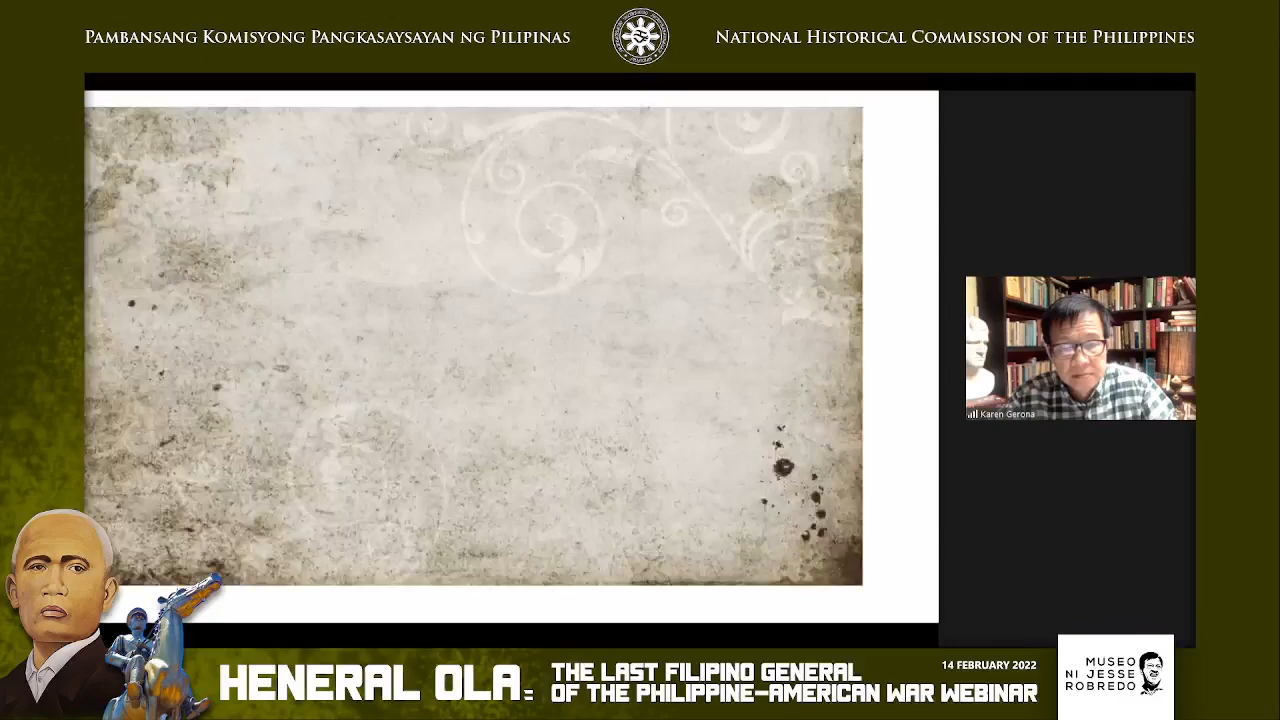 PAMBANSANG KOMISYONG PANGKASAYSAYAN NG PILIPINAS
NATIONAL HISTORICAL COMMISSION OF THE PHILIPPINES
Karen Gerona
HENERAL OLA:
THE LAST FILIPINO GENERAL
OF THE PHILIPPINE-AMERICAN WAR WEBINAR
14 FEBRUARY 2022
MUSEO
NI JESSE
ROBREDO